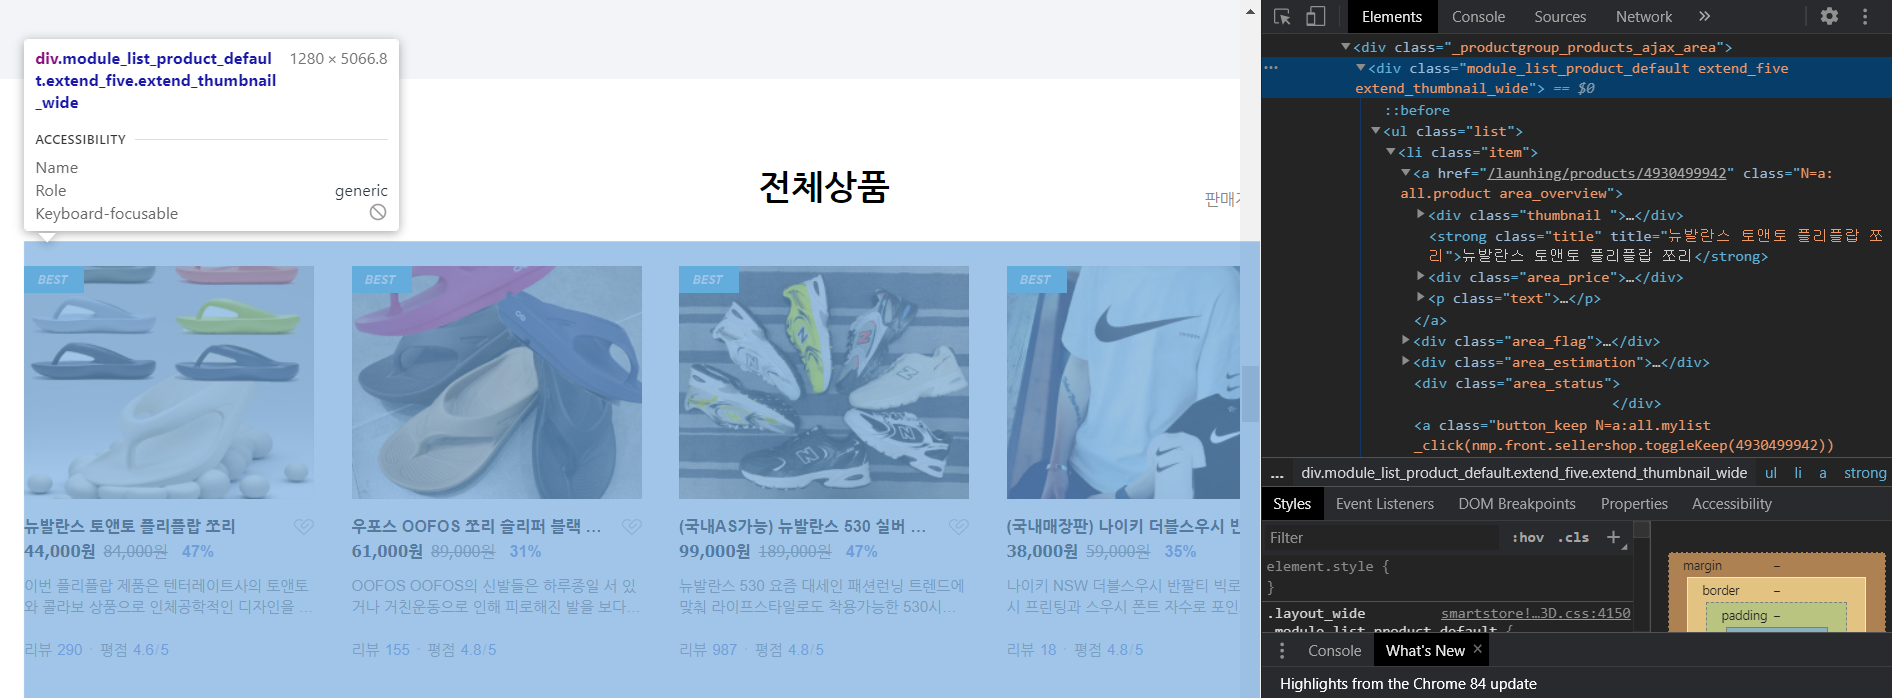 div.module_list_product_defaul
t.extend_five.extend_thumbnail
_wide
1280 × 5066.8
ACCESSIBILITY
Name
Role generic
Keyboard-focusable
전체상품
판매
BEST
BEST
BEST
BEST
뉴발란스 토앤토 플리플랍 쪼리
44,000원 84,000원 47%
이번 플리플랍 제품은 텐터레이트사의 토앤토
와 콜라보 상품으로 인체공학적인 디자인을 ...
리뷰 290 · 평점 4.6/5
우포스 OOFOS 쪼리 슬리퍼 블랙 ...
61,000원 89,000원 31%
OOFOS OOFOS의 신발들은 하루종일 서 있
거나 거친운동으로 인해 피로해진 발을 보다...
리뷰 155 · 평점 4.8/5
(국내AS가능) 뉴발란스 530 실버 ...
99,000원 189,000원 47%
뉴발란스 530 요즘 대세인 패션러닝 트렌드에
맞춰 라이프스타일로도 착용가능한 530시...
리뷰 987 · 평점 4.8/5
(국내매장판) 나이키 더블스우시 반
38,000원 59,000원 35%
나이키 NSW 더블스우시 반팔티 빅로
시 프린팅과 스우시 폰트 자수로 포인
리뷰 18 · 평점 4.8/5
Elements Console Sources Network »
<div class="_productgroup_products_ajax_area">
... <div class="module_list_product_default extend_five
extend_thumbnail_wide"> == $0
::before
<ul class="list">
<li class="item">
<a href="/launhing/products/4930499942" class="N=a:
all.product area_overview">
<div class="thumbnail ">…</div>
<strong class="title" title="뉴발란스 토앤토 플리플랍 쪼
리">뉴발란스 토앤토 플리플랍 쪼리</strong>
<div class="area_price">…</div>
<p class="text">…</p>
</a>
<div class="area_flag">…</div>
<div class="area_estimation">…</div>
<div class="area_status">
</div>
<a class="button_keep N=a:all.mylist
_click(nmp.front.sellershop.toggleKeep(4930499942))
... div.module_list_product_default.extend_five.extend_thumbnail_wide ul li a strong
Styles Event Listeners DOM Breakpoints Properties Accessibility
Filter :hov .cls +
element.style {
}
.layout_wide smartstore!…3D.css:4150
.module_list_product_default {
margin –
border –
padding –
Console What's New ×
Highlights from the Chrome 84 update